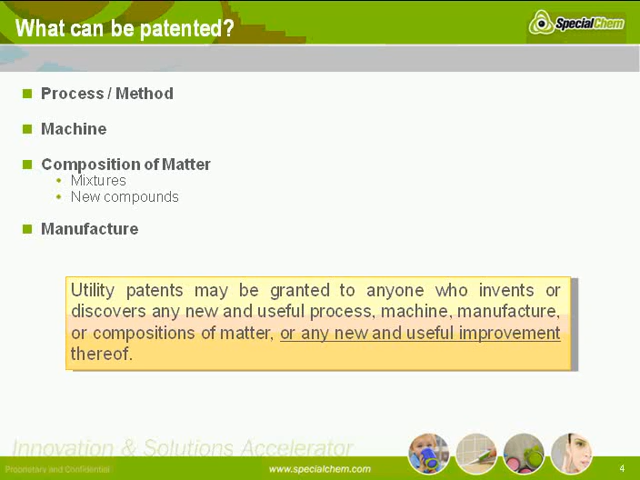 What can be patented?
SpecialChem
Process / Method
Machine
Composition of Matter
• Mixtures
• New compounds
Manufacture
Utility patents may be granted to anyone who invents or
discovers any new and useful process, machine, manufacture,
or compositions of matter, or any new and useful improvement
thereof.
Innovation & Solutions Accelerator
Proprietary and Confidential
www.specialchem.com
4